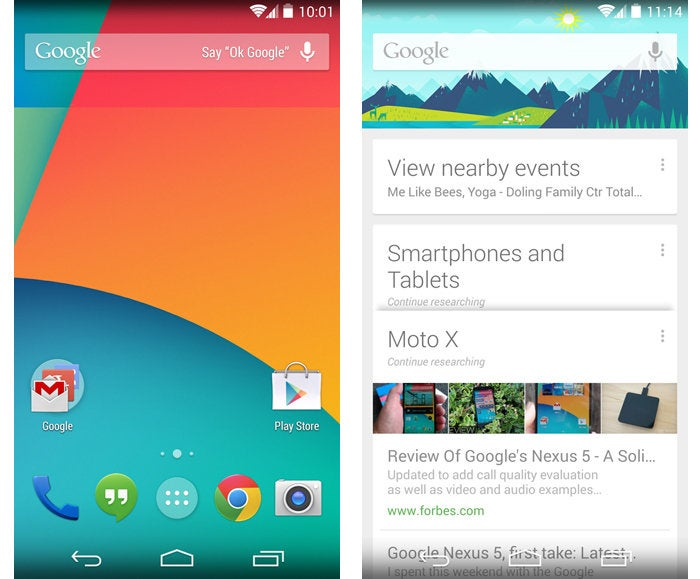 10:01
Google
Say "Ok Google"
Google
Play Store
11:14
Google
View nearby events
Me Like Bees, Yoga - Doling Family Ctr Total...
Smartphones and
Tablets
Continue researching
Moto X
Continue researching
Review Of Google's Nexus 5 - A Soli...
Updated to add call quality evaluation
as well as video and audio examples...
www.forbes.com
Google Nexus 5, first take: Latest...
I spent this weekend with the Google